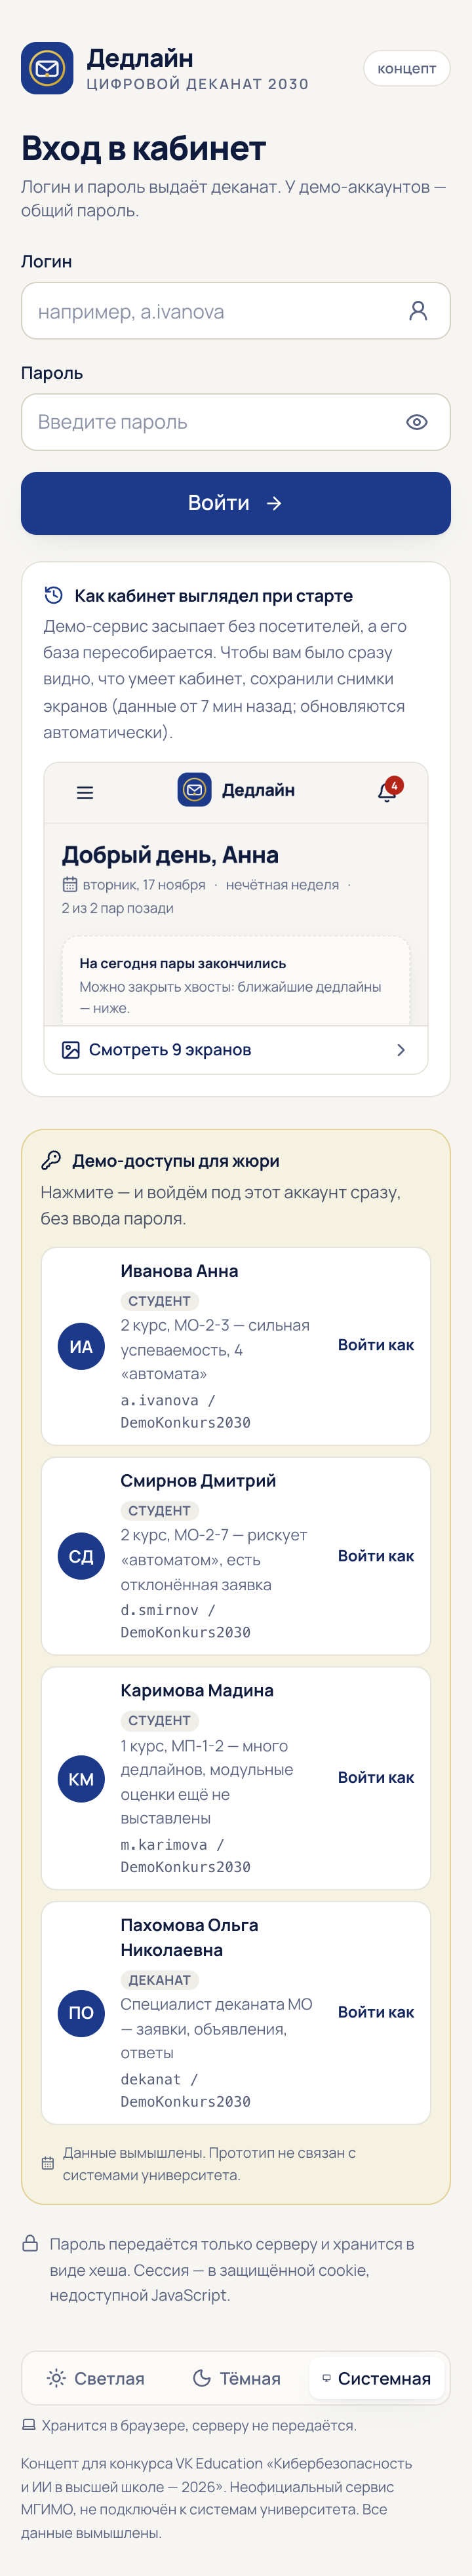 Дедлайн
ЦИФРОВОЙ ДЕКАНАТ 2030
концепт
Вход в кабинет
Логин и пароль выдаёт деканат. У демо-аккаунтов —
общий пароль.
Логин
например, a.ivanova
Пароль
Введите пароль
Войти →
Как кабинет выглядел при старте
Демо-сервис засыпает без посетителей, а его
база пересобирается. Чтобы вам было сразу
видно, что умеет кабинет, сохранили снимки
экранов (данные от 7 мин назад; обновляются
автоматически).
Дедлайн
4
Добрый день, Анна
вторник, 17 ноября · нечётная неделя ·
2 из 2 пар позади
На сегодня пары закончились
Можно закрыть хвосты: ближайшие дедлайны
— ниже.
Смотреть 9 экранов
Демо-доступы для жюри
Нажмите — и войдём под этот аккаунт сразу,
без ввода пароля.
ИА
Иванова Анна
СТУДЕНТ
2 курс, МО-2-3 — сильная
успеваемость, 4
«автомата»
a.ivanova /
DemoKonkurs2030
Войти как
СД
Смирнов Дмитрий
СТУДЕНТ
2 курс, МО-2-7 — рискует
«автоматом», есть
отклонённая заявка
d.smirnov /
DemoKonkurs2030
Войти как
КМ
Каримова Мадина
СТУДЕНТ
1 курс, МП-1-2 — много
дедлайнов, модульные
оценки ещё не
выставлены
m.karimova /
DemoKonkurs2030
Войти как
ПО
Пахомова Ольга
Николаевна
ДЕКАНАТ
Специалист деканата МО
— заявки, объявления,
ответы
dekanat /
DemoKonkurs2030
Войти как
Данные вымышлены. Прототип не связан с
системами университета.
Пароль передаётся только серверу и хранится в
виде хеша. Сессия — в защищённой cookie,
недоступной JavaScript.
Светлая
Тёмная
Системная
Хранится в браузере, серверу не передаётся.
Концепт для конкурса VK Education «Кибербезопасность
и ИИ в высшей школе — 2026». Неофициальный сервис
МГИМО, не подключён к системам университета. Все
данные вымышлены.